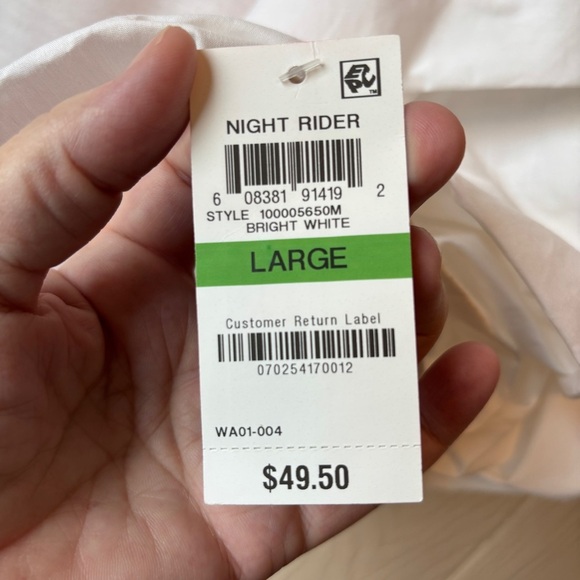 EPC
™
NIGHT RIDER
6 08381 91419 2
STYLE 100005650M
BRIGHT WHITE
LARGE
Customer Return Label
070254170012
WA01-004
$49.50